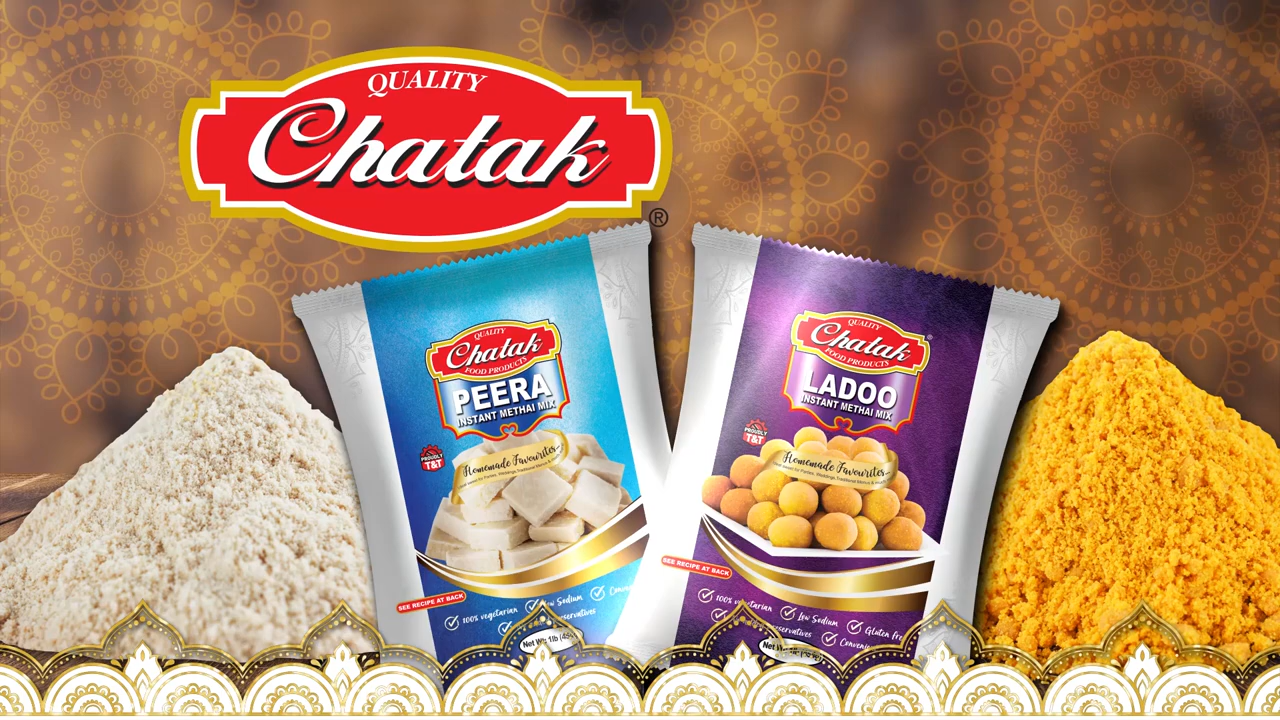 QUALITY
Chatak
®
QUALITY
Chatak
FOOD PRODUCTS
PEERA
INSTANT METHAI MIX
PROUDLY
T&T
Homemade Favourites
SEE RECIPE AT BACK
100% vegetarian
Low Sodium
QUALITY
Chatak
®
FOOD PRODUCTS
LADOO
INSTANT METHAI MIX
PROUDLY
T&T
Homemade Favourites
SEE RECIPE AT BACK
100% vegetarian
Low Sodium
Gluten Fre
Net Wt: 1lb